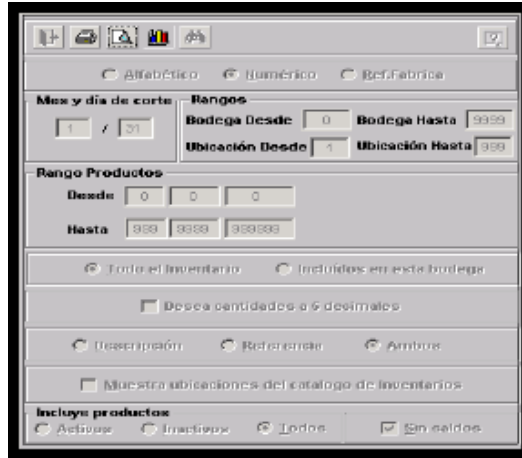 Alfabético Numérico Ref.Fabrica
Mes y día de corte Rangos
1 / 31 Bodega Desde 0 Bodega Hasta 9999
Ubicación Desde 1 Ubicación Hasta 999
Rango Productos
Desde 0 0 0
Hasta 999 9999 999999
Todo el Inventario Incluídos en esta bodega
Desea cantidades a 6 decimales
Descripción Referencia Ambos
Muestra ubicaciones del catalogo de Inventarios
Incluye productos
Activos Inactivos Todos Sin saldos